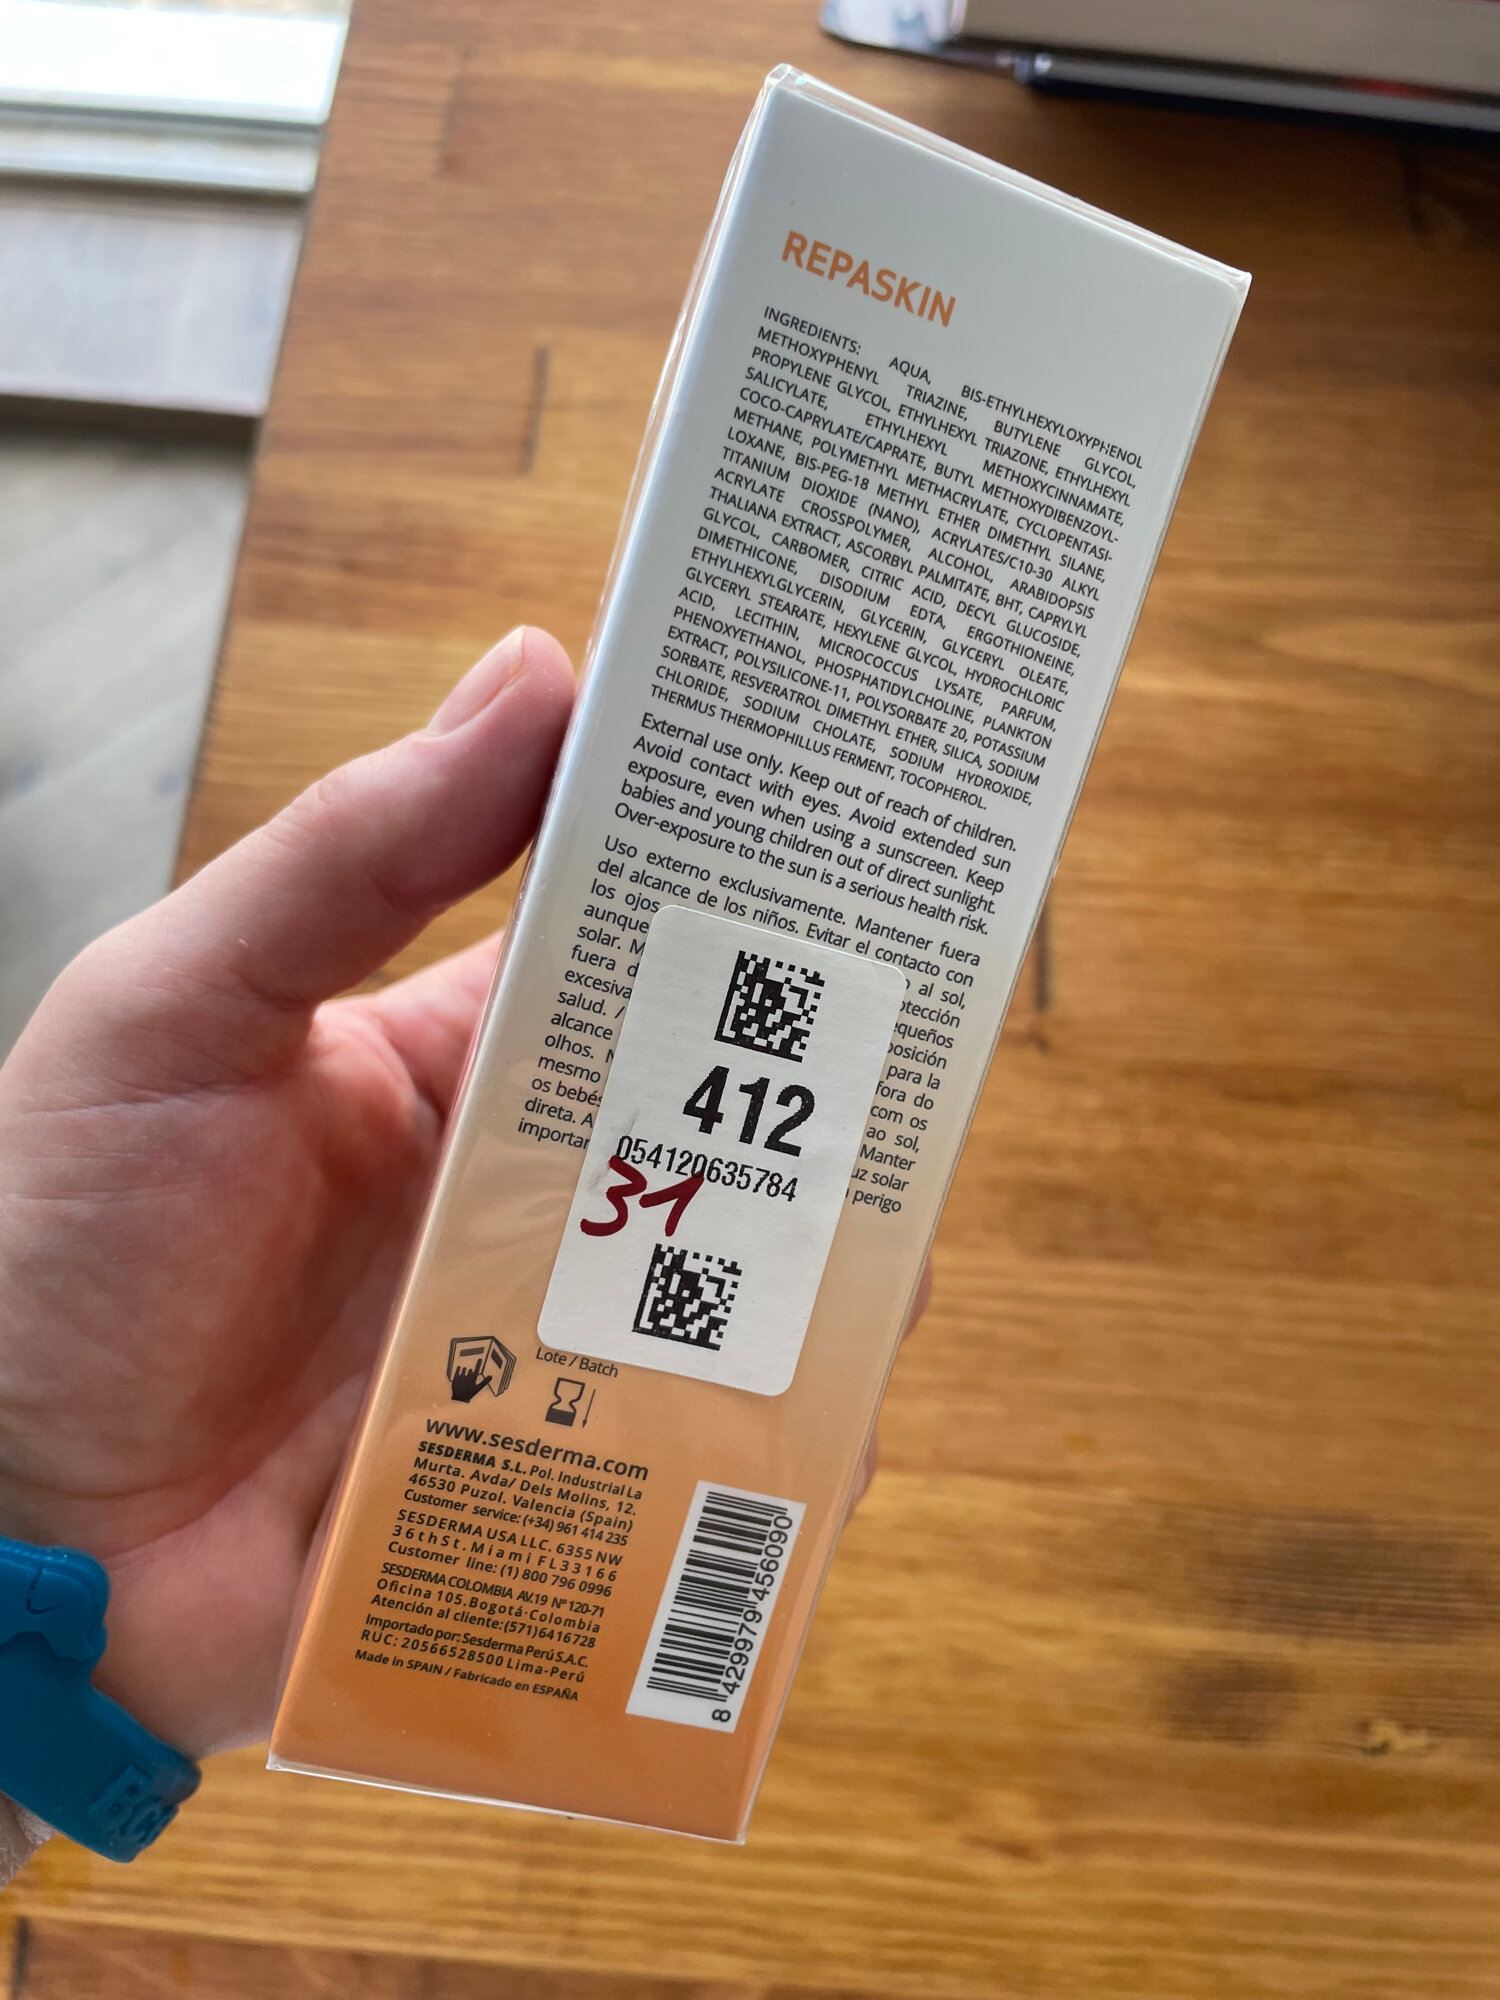 REPASKIN
INGREDIENTS: AQUA, BIS-ETHYLHEXYLOXYPHENOL
METHOXYPHENYL TRIAZINE, BUTYLENE GLYCOL,
PROPYLENE GLYCOL, ETHYLHEXYL TRIAZONE, ETHYLHEXYL
SALICYLATE, ETHYLHEXYL METHOXYCINNAMATE,
COCO-CAPRYLATE/CAPRATE, BUTYL METHOXYDIBENZOYL-
METHANE, POLYMETHYL METHACRYLATE, CYCLOPENTASI-
LOXANE, BIS-PEG-18 METHYL ETHER DIMETHYL SILANE,
TITANIUM DIOXIDE (NANO), ACRYLATES/C10-30 ALKYL
ACRYLATE CROSSPOLYMER, ALCOHOL, ARABIDOPSIS
THALIANA EXTRACT, ASCORBYL PALMITATE, BHT, CAPRYLYL
GLYCOL, CARBOMER, CITRIC ACID, DECYL GLUCOSIDE,
DIMETHICONE, DISODIUM EDTA, ERGOTHIONEINE,
ETHYLHEXYLGLYCERIN, GLYCERIN, GLYCERYL OLEATE,
GLYCERYL STEARATE, HEXYLENE GLYCOL, HYDROCHLORIC
ACID, LECITHIN, MICROCOCCUS LYSATE, PARFUM,
PHENOXYETHANOL, PHOSPHATIDYLCHOLINE, PLANKTON
EXTRACT, POLYSILICONE-11, POLYSORBATE 20, POTASSIUM
SORBATE, RESVERATROL DIMETHYL ETHER, SILICA, SODIUM
CHLORIDE, SODIUM CHOLATE, SODIUM HYDROXIDE,
THERMUS THERMOPHILLUS FERMENT, TOCOPHEROL.
External use only. Keep out of reach of children.
Avoid contact with eyes. Avoid extended sun
exposure, even when using a sunscreen. Keep
babies and young children out of direct sunlight.
Over-exposure to the sun is a serious health risk.
Uso externo exclusivamente. Mantener fuera
del alcance de los niños. Evitar el contacto con
los ojos al sol,
aunque otección
solar. M equeños
fuera d posición
excesiva para la
salud. / fora do
alcance com os
olhos. N ao sol,
mesmo Manter
os bebés uz solar
direta. A perigo
importan
412
054120635784
31
Lote / Batch
www.sesderma.com
SESDERMA S.L. Pol. Industrial La
Murta. Avda/ Dels Molins, 12.
46530 Puzol. Valencia (Spain)
Customer service: (+34) 961 414 235
SESDERMA USA LLC. 6355 NW
36th St. Miami FL 33166
Customer line: (1) 800 796 0996
SESDERMA COLOMBIA AV.19 Nº 120-71
Oficina 105. Bogotá·Colombia
Atención al cliente: (571) 6416728
Importado por: Sesderma Perú S.A.C.
RUC: 20566528500 Lima-Perú
Made in SPAIN / Fabricado en ESPAÑA
8 429979 456090